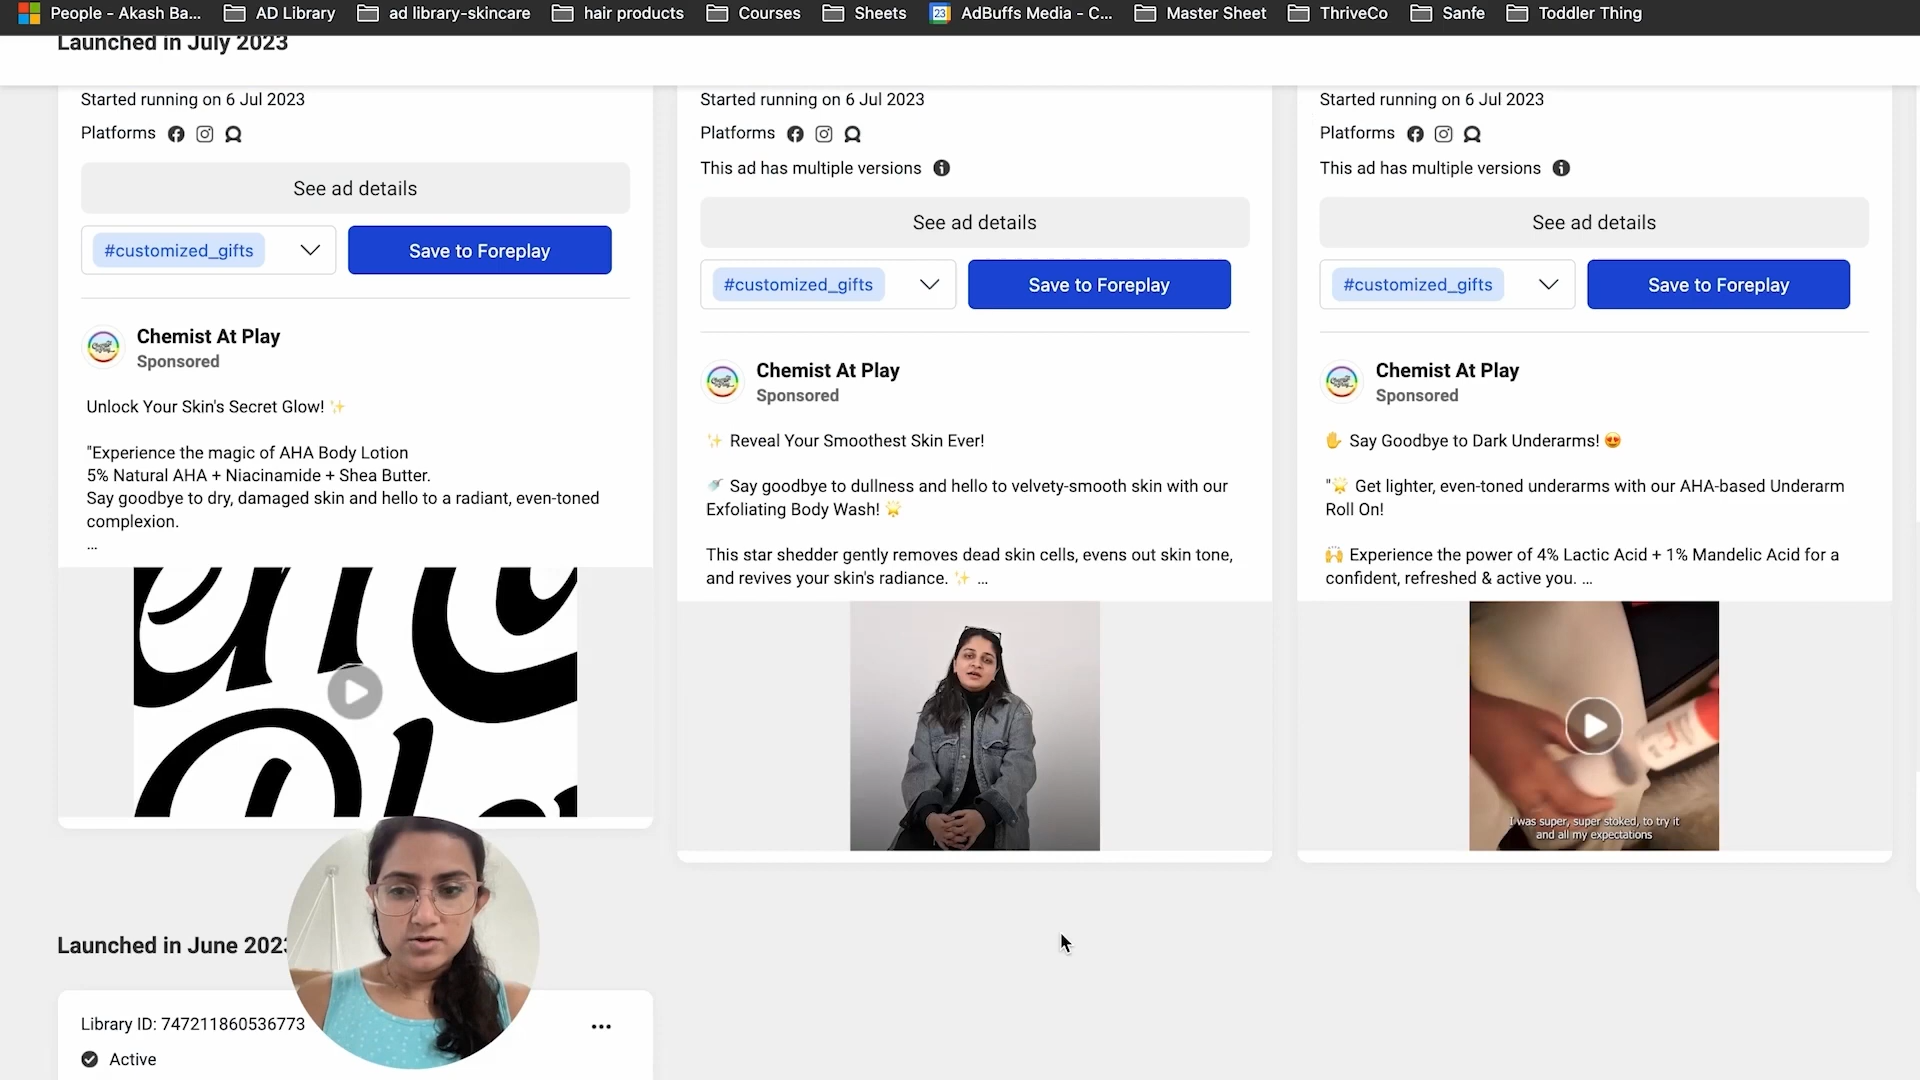 People - Akash Ba...
AD Library
ad library-skincare
hair products
Courses
Sheets
23
AdBuffs Media - C...
Master Sheet
ThriveCo
Sanfe
Toddler Thing
Launched in July 2023
Started running on 6 Jul 2023
Platforms
See ad details
#customized_gifts
Save to Foreplay
Chemist At Play
Sponsored
Unlock Your Skin's Secret Glow! ✨
"Experience the magic of AHA Body Lotion
5% Natural AHA + Niacinamide + Shea Butter.
Say goodbye to dry, damaged skin and hello to a radiant, even-toned
complexion.
...
Started running on 6 Jul 2023
Platforms
This ad has multiple versions
See ad details
#customized_gifts
Save to Foreplay
Chemist At Play
Sponsored
✨ Reveal Your Smoothest Skin Ever!
🚿 Say goodbye to dullness and hello to velvety-smooth skin with our
Exfoliating Body Wash! 🌟
This star shedder gently removes dead skin cells, evens out skin tone,
and revives your skin's radiance. ✨ ...
Started running on 6 Jul 2023
Platforms
This ad has multiple versions
See ad details
#customized_gifts
Save to Foreplay
Chemist At Play
Sponsored
✋ Say Goodbye to Dark Underarms! 😍
"🌟 Get lighter, even-toned underarms with our AHA-based Underarm
Roll On!
🙌 Experience the power of 4% Lactic Acid + 1% Mandelic Acid for a
confident, refreshed & active you. ...
I was super, super stoked, to try it
and all my expectations
Launched in June 2023
Library ID: 747211860536773
Active